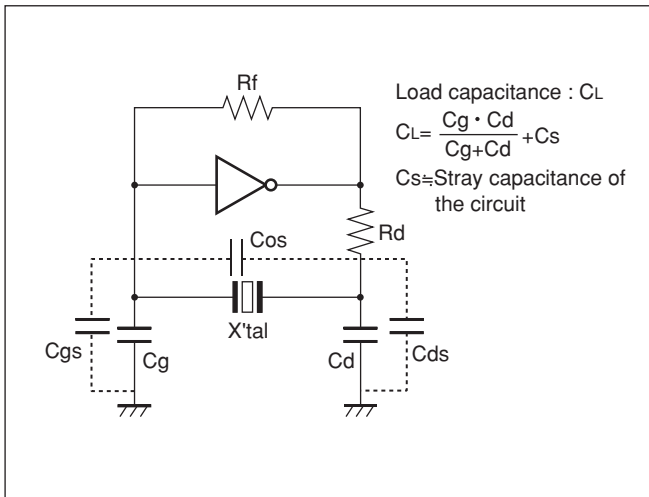 Rf
Load capacitance : CL
CL= Cg・Cd / Cg+Cd +Cs
Cs≒Stray capacitance of
the circuit
Rd
Cos
X'tal
Cgs
Cg
Cd
Cds